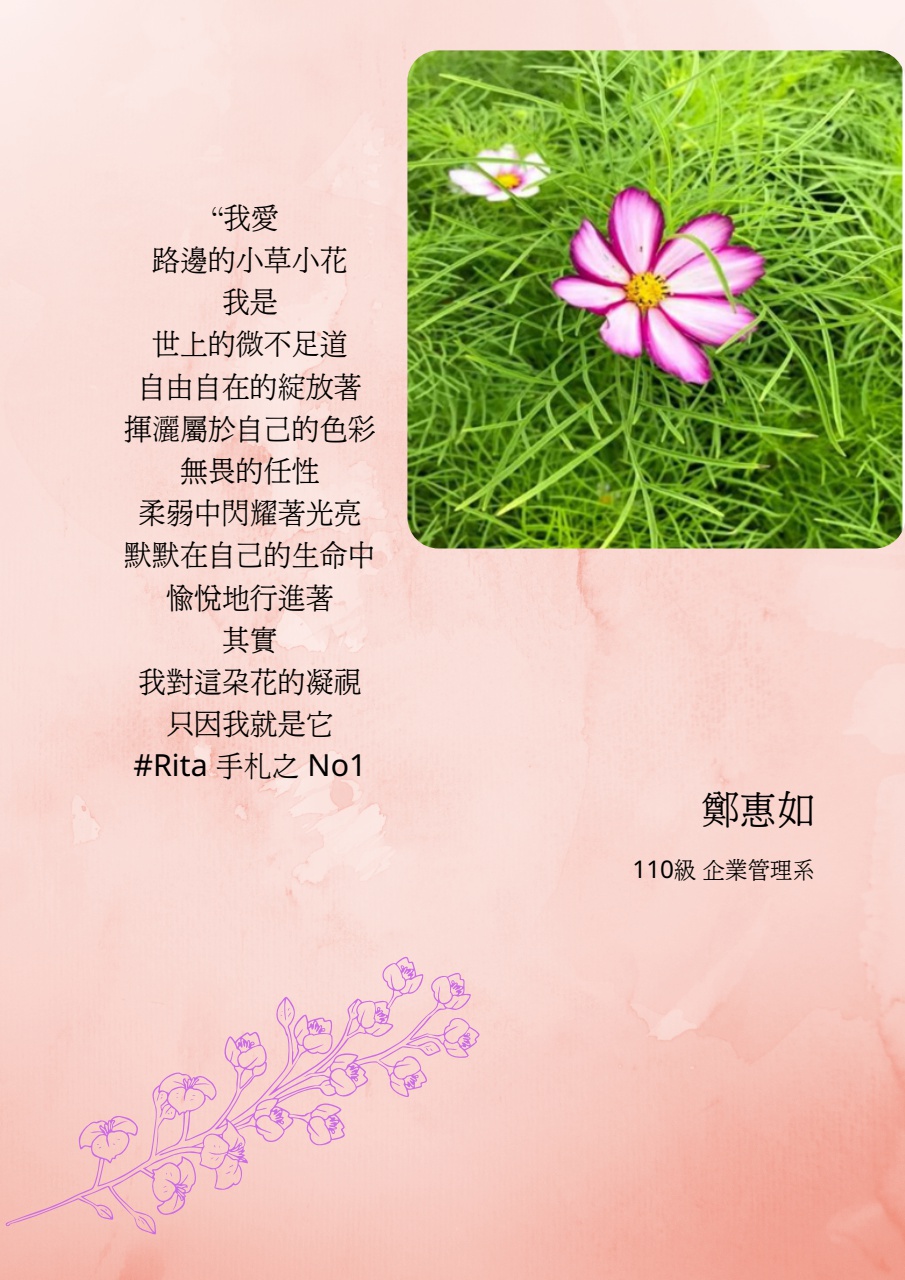 “我愛
路邊的小草小花
我是
世上的微不足道
自由自在的綻放著
揮灑屬於自己的色彩
無畏的任性
柔弱中閃耀著光亮
默默在自己的生命中
愉悅地行進著
其實
我對這朵花的凝視
只因我就是它
#Rita 手札之 No1
鄭惠如
110級 企業管理系